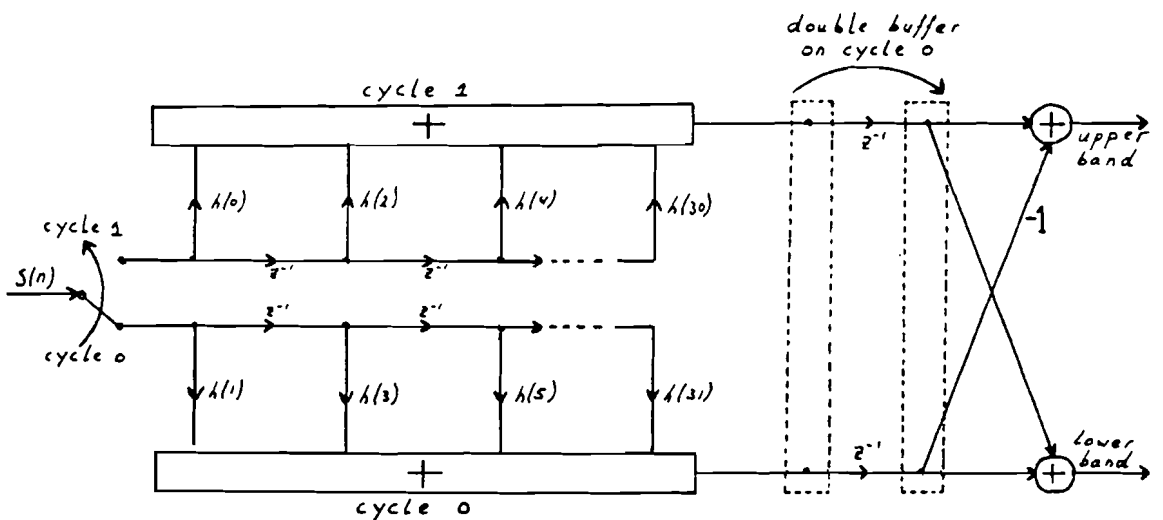 double buffer
on cycle 0
cycle 1
+
z⁻¹
+
upper
band
h(0)
h(2)
h(4)
h(30)
-1
cycle 1
S(n)
z⁻¹
z⁻¹
z⁻¹
z⁻¹
cycle 0
h(1)
h(3)
h(5)
h(31)
z⁻¹
lower
band
+
+
cycle 0